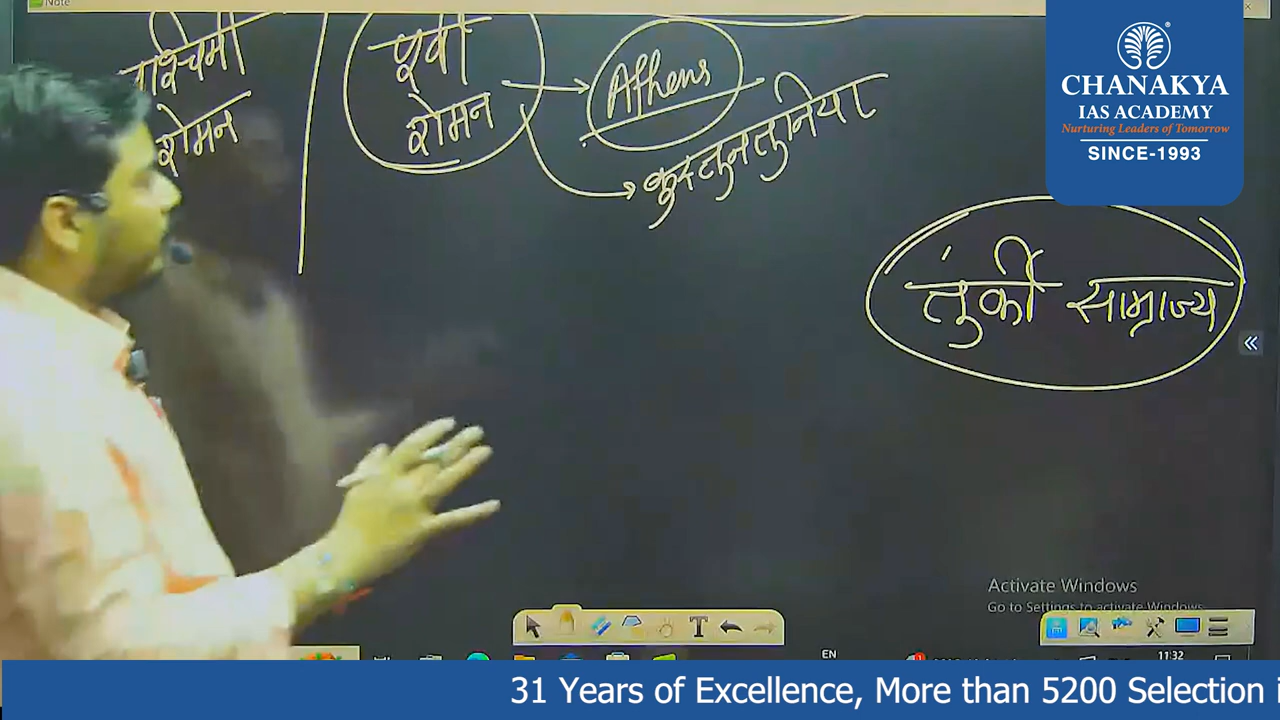 Note
पश्चिमी
रोमन
पूर्वी
रोमन
Athens
कुस्तुनतुनिया
तुंर्की साम्राज्य
CHANAKYA
IAS ACADEMY
Nurturing Leaders of Tomorrow
SINCE-1993
Activate Windows
Go to Settings to activate Windows.
EN
11:32
31 Years of Excellence, More than 5200 Selection i